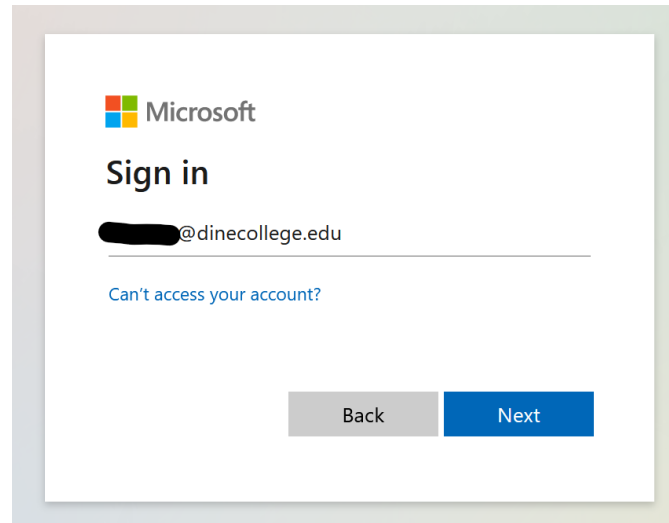 Microsoft
Sign in
@dinecollege.edu
Can't access your account?
Back
Next